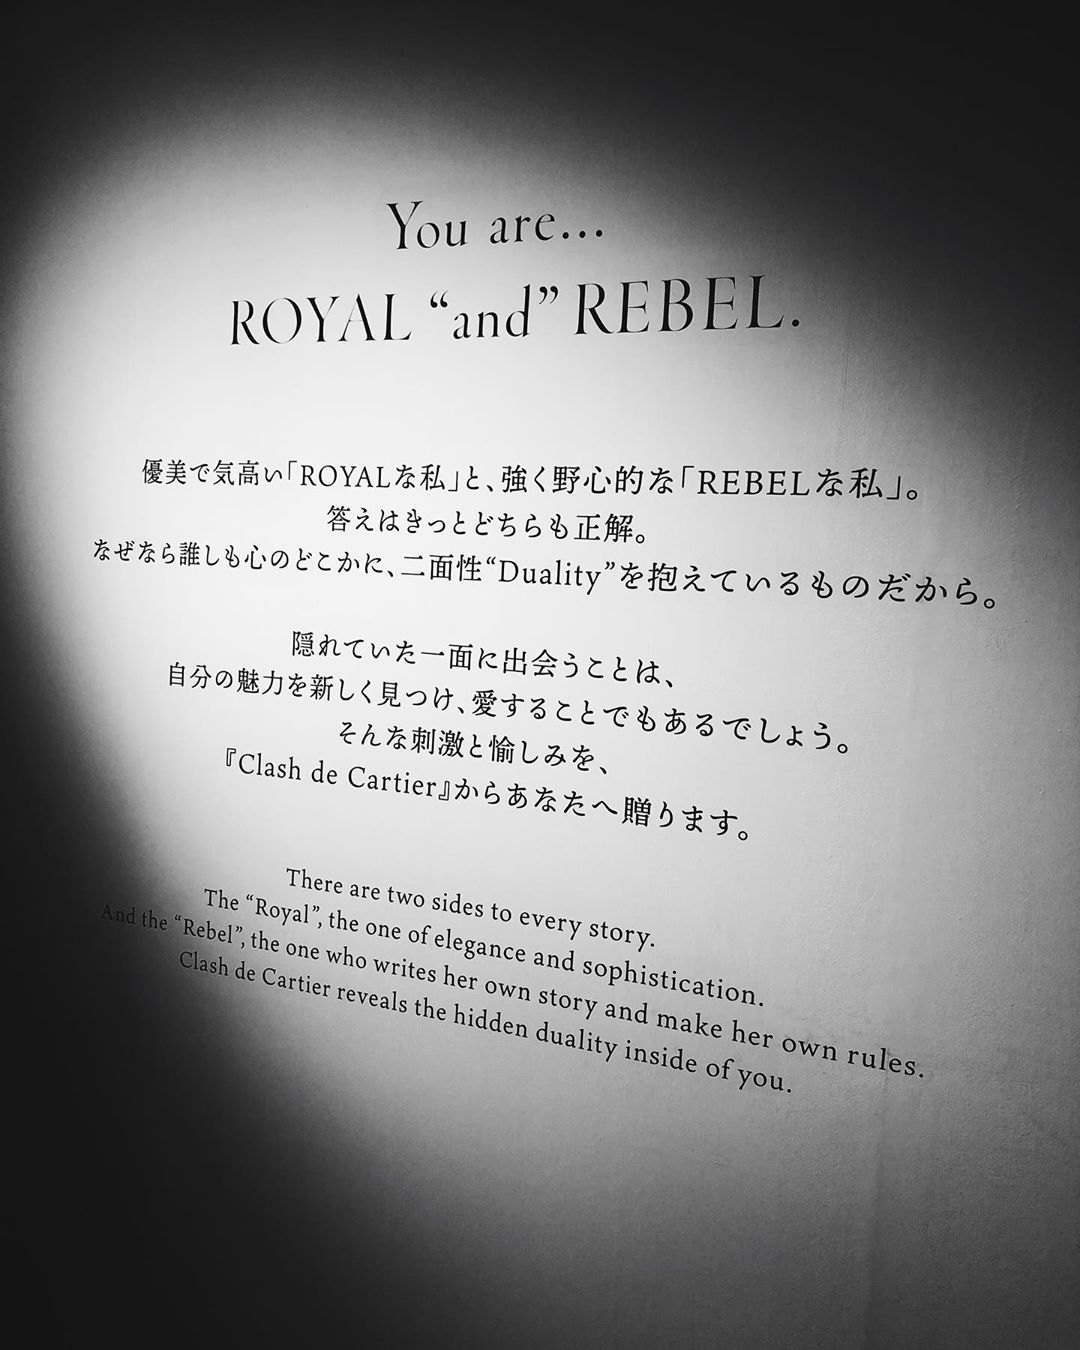 You are...
ROYAL “and” REBEL.
優美で気高い「ROYALな私」と、強く野心的な「REBELな私」。
答えはきっとどちらも正解。
なぜなら誰しも心のどこかに、二面性“Duality”を抱えているものだから。
隠れていた一面に出会うことは、
自分の魅力を新しく見つけ、愛することでもあるでしょう。
そんな刺激と愉しみを、
『Clash de Cartier』からあなたへ贈ります。
There are two sides to every story.
The “Royal”, the one of elegance and sophistication.
And the “Rebel”, the one who writes her own story and make her own rules.
Clash de Cartier reveals the hidden duality inside of you.